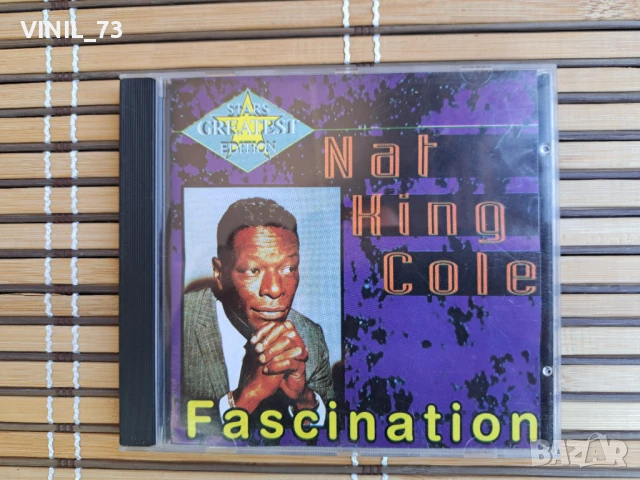 VINIL_73
STARS
GREATEST
EDITION
Nat
King
Cole
Fascination
BAZAR